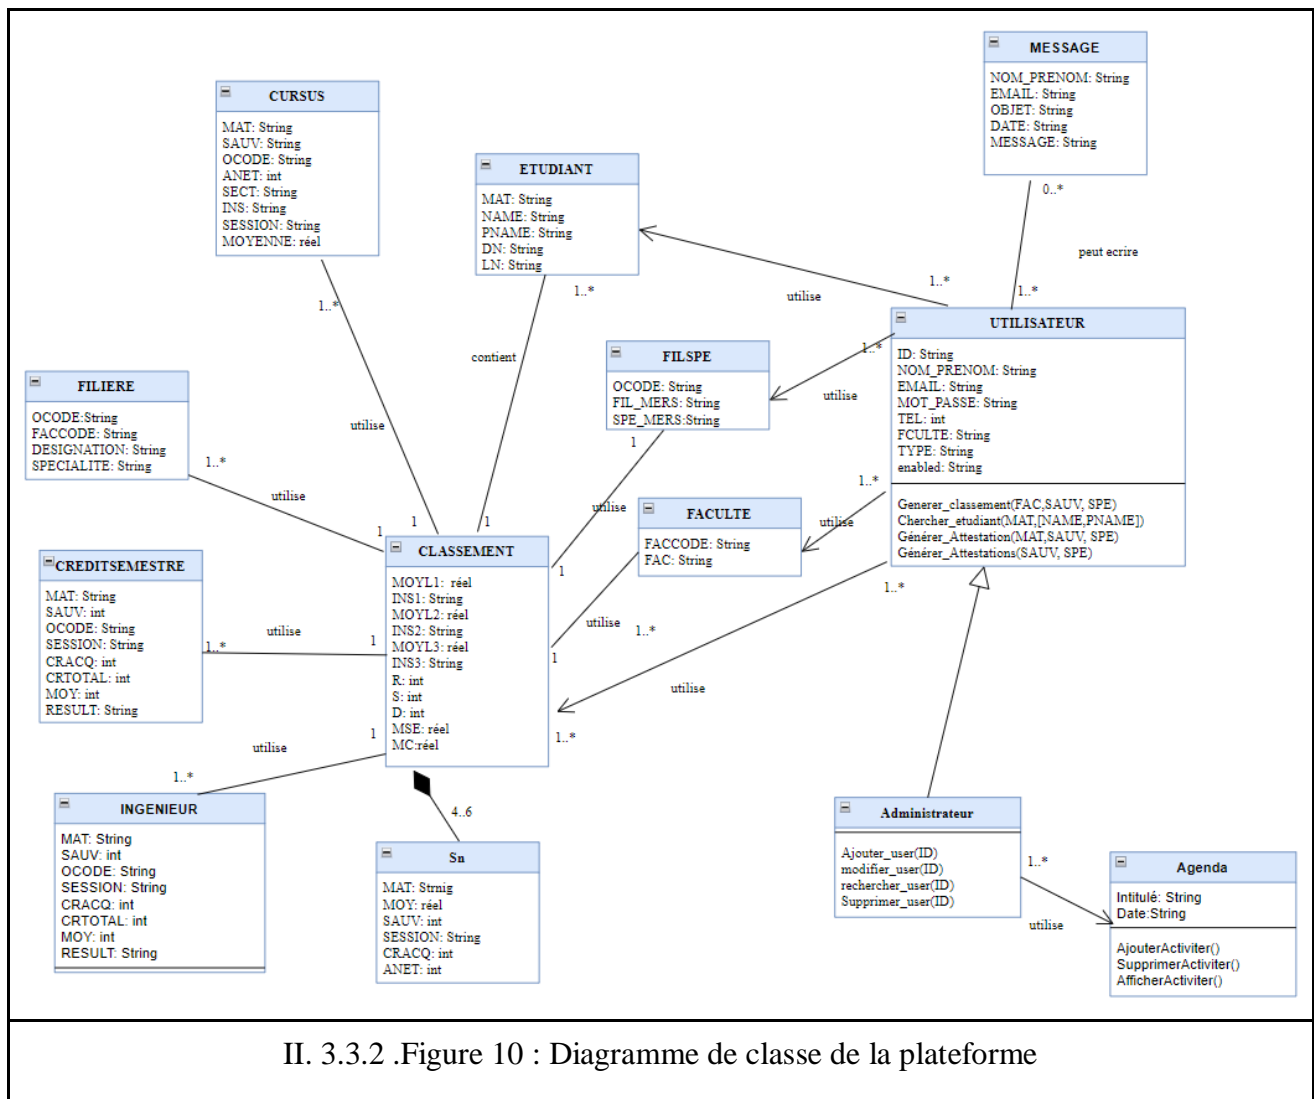 MESSAGE
NOM_PRENOM: String
EMAIL: String
OBJET: String
DATE: String
MESSAGE: String
0..*
peut ecrire
1..*
CURSUS
MAT: String
SAUV: String
OCODE: String
ANET: int
SECT: String
INS: String
SESSION: String
MOYENNE: réel
1..*
utilise
1
ETUDIANT
MAT: String
NAME: String
PNAME: String
DN: String
LN: String
1..*
contient
1
1..*
utilise
UTILISATEUR
ID: String
NOM_PRENOM: String
EMAIL: String
MOT_PASSE: String
TEL: int
FCULTE: String
TYPE: String
enabled: String
Generer_classement(FAC,SAUV, SPE)
Chercher_etudiant(MAT,[NAME,PNAME])
Générer_Attestation(MAT,SAUV, SPE)
Générer_Attestations(SAUV, SPE)
FILSPE
OCODE: String
FIL_MERS: String
SPE_MERS:String
1..*
utilise
1
utilise
1
FILIERE
OCODE:String
FACCODE: String
DESIGNATION: String
SPECIALITE: String
1..*
utilise
1
FACULTE
FACCODE: String
FAC: String
1..*
utilise
1..*
utilise
1
CLASSEMENT
MOYL1: réel
INS1: String
MOYL2: réel
INS2: String
MOYL3: réel
INS3: String
R: int
S: int
D: int
MSE: réel
MC:réel
1..*
utilise
1..*
CREDITSEMESTRE
MAT: String
SAUV: int
OCODE: String
SESSION: String
CRACQ: int
CRTOTAL: int
MOY: int
RESULT: String
1..*
utilise
1
1
utilise
1..*
INGENIEUR
MAT: String
SAUV: int
OCODE: String
SESSION: String
CRACQ: int
CRTOTAL: int
MOY: int
RESULT: String
4..6
Sn
MAT: Strnig
MOY: réel
SAUV: int
SESSION: String
CRACQ: int
ANET: int
Administrateur
Ajouter_user(ID)
modifier_user(ID)
rechercher_user(ID)
Supprimer_user(ID)
1..*
utilise
Agenda
Intitulé: String
Date:String
AjouterActiviter()
SupprimerActiviter()
AfficherActiviter()
II. 3.3.2 .Figure 10 : Diagramme de classe de la plateforme